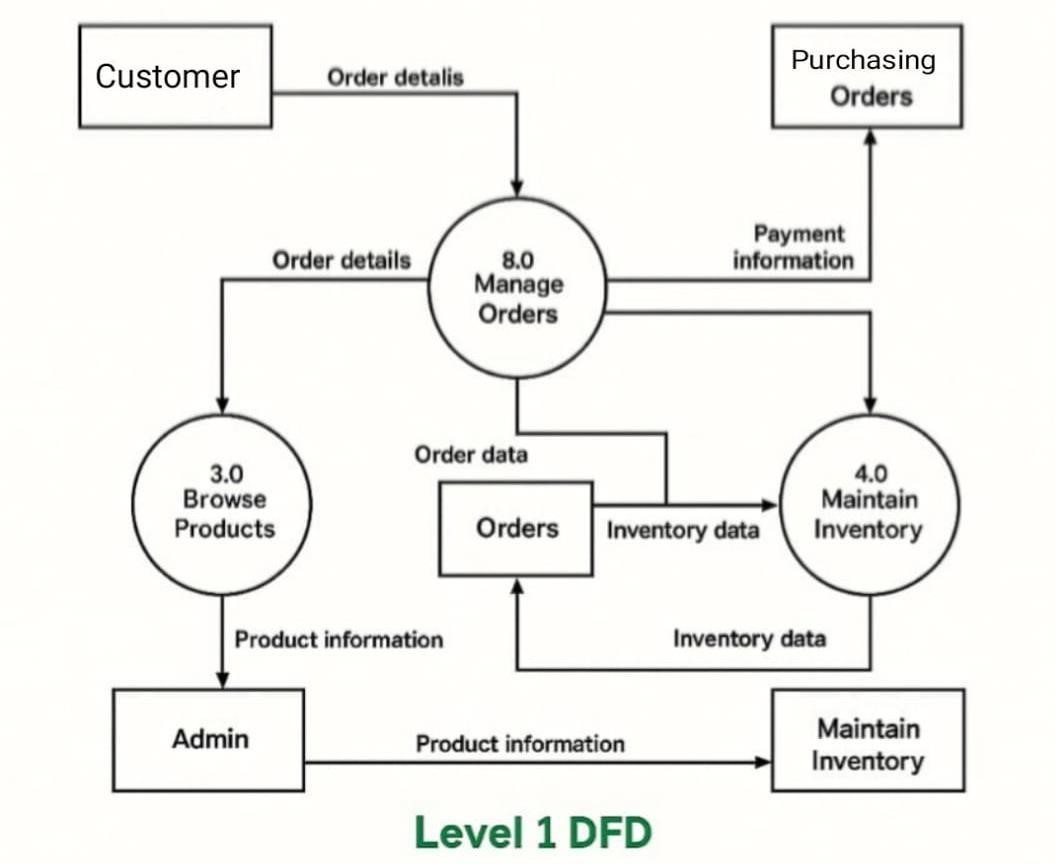 Customer
Order detalis
Purchasing
Orders
Payment
information
Order details
8.0
Manage
Orders
Order data
3.0
Browse
Products
Orders
Inventory data
4.0
Maintain
Inventory
Product information
Inventory data
Admin
Product information
Maintain
Inventory
Level 1 DFD